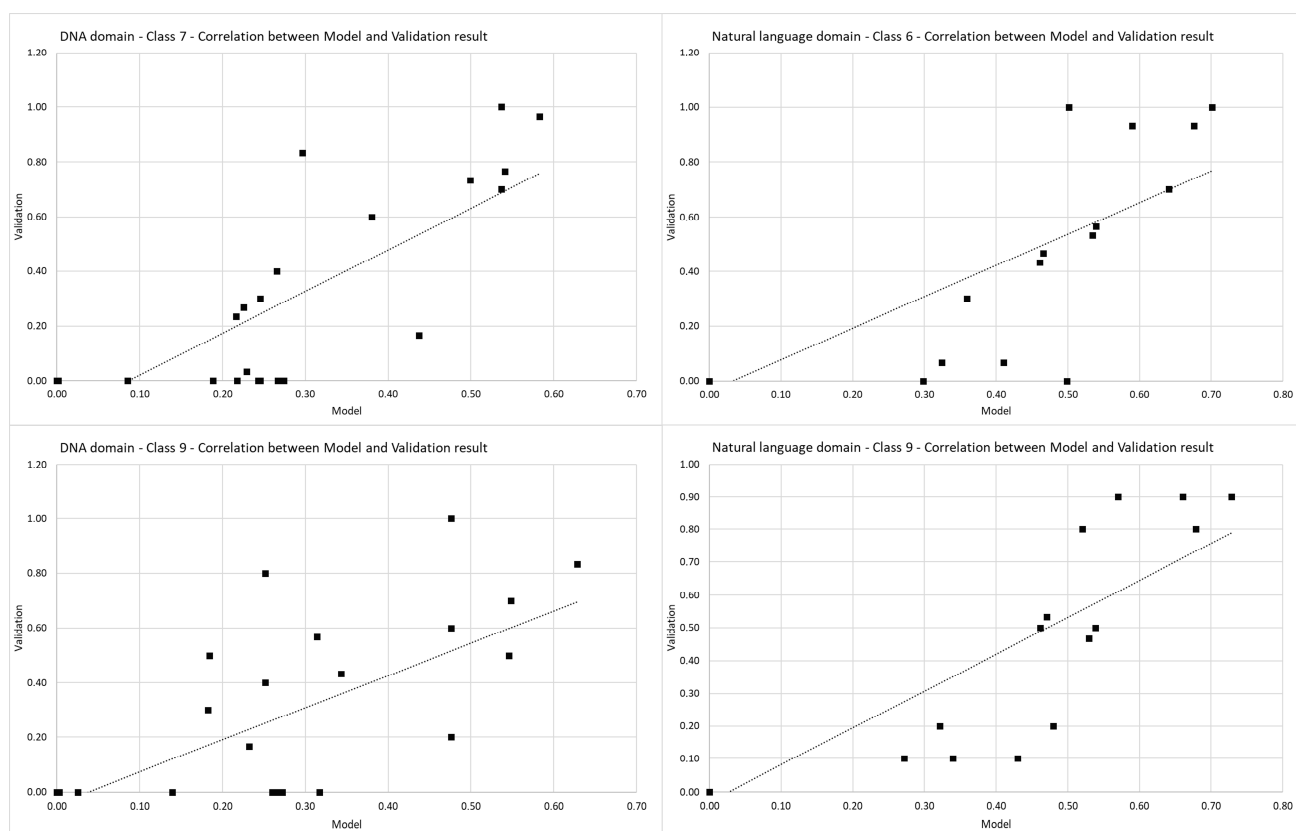 DNA domain - Class 7 - Correlation between Model and Validation result
1.20
1.00
0.80
0.60
0.40
0.20
0.00
Validation
0.00 0.10 0.20 0.30 0.40 0.50 0.60 0.70
Model
Natural language domain - Class 6 - Correlation between Model and Validation result
1.20
1.00
0.80
0.60
0.40
0.20
0.00
Validation
0.00 0.10 0.20 0.30 0.40 0.50 0.60 0.70 0.80
Model
DNA domain - Class 9 - Correlation between Model and Validation result
1.20
1.00
0.80
0.60
0.40
0.20
0.00
Validation
0.00 0.10 0.20 0.30 0.40 0.50 0.60 0.70
Model
Natural language domain - Class 9 - Correlation between Model and Validation result
1.00
0.90
0.80
0.70
0.60
0.50
0.40
0.30
0.20
0.10
0.00
Validation
0.00 0.10 0.20 0.30 0.40 0.50 0.60 0.70 0.80
Model